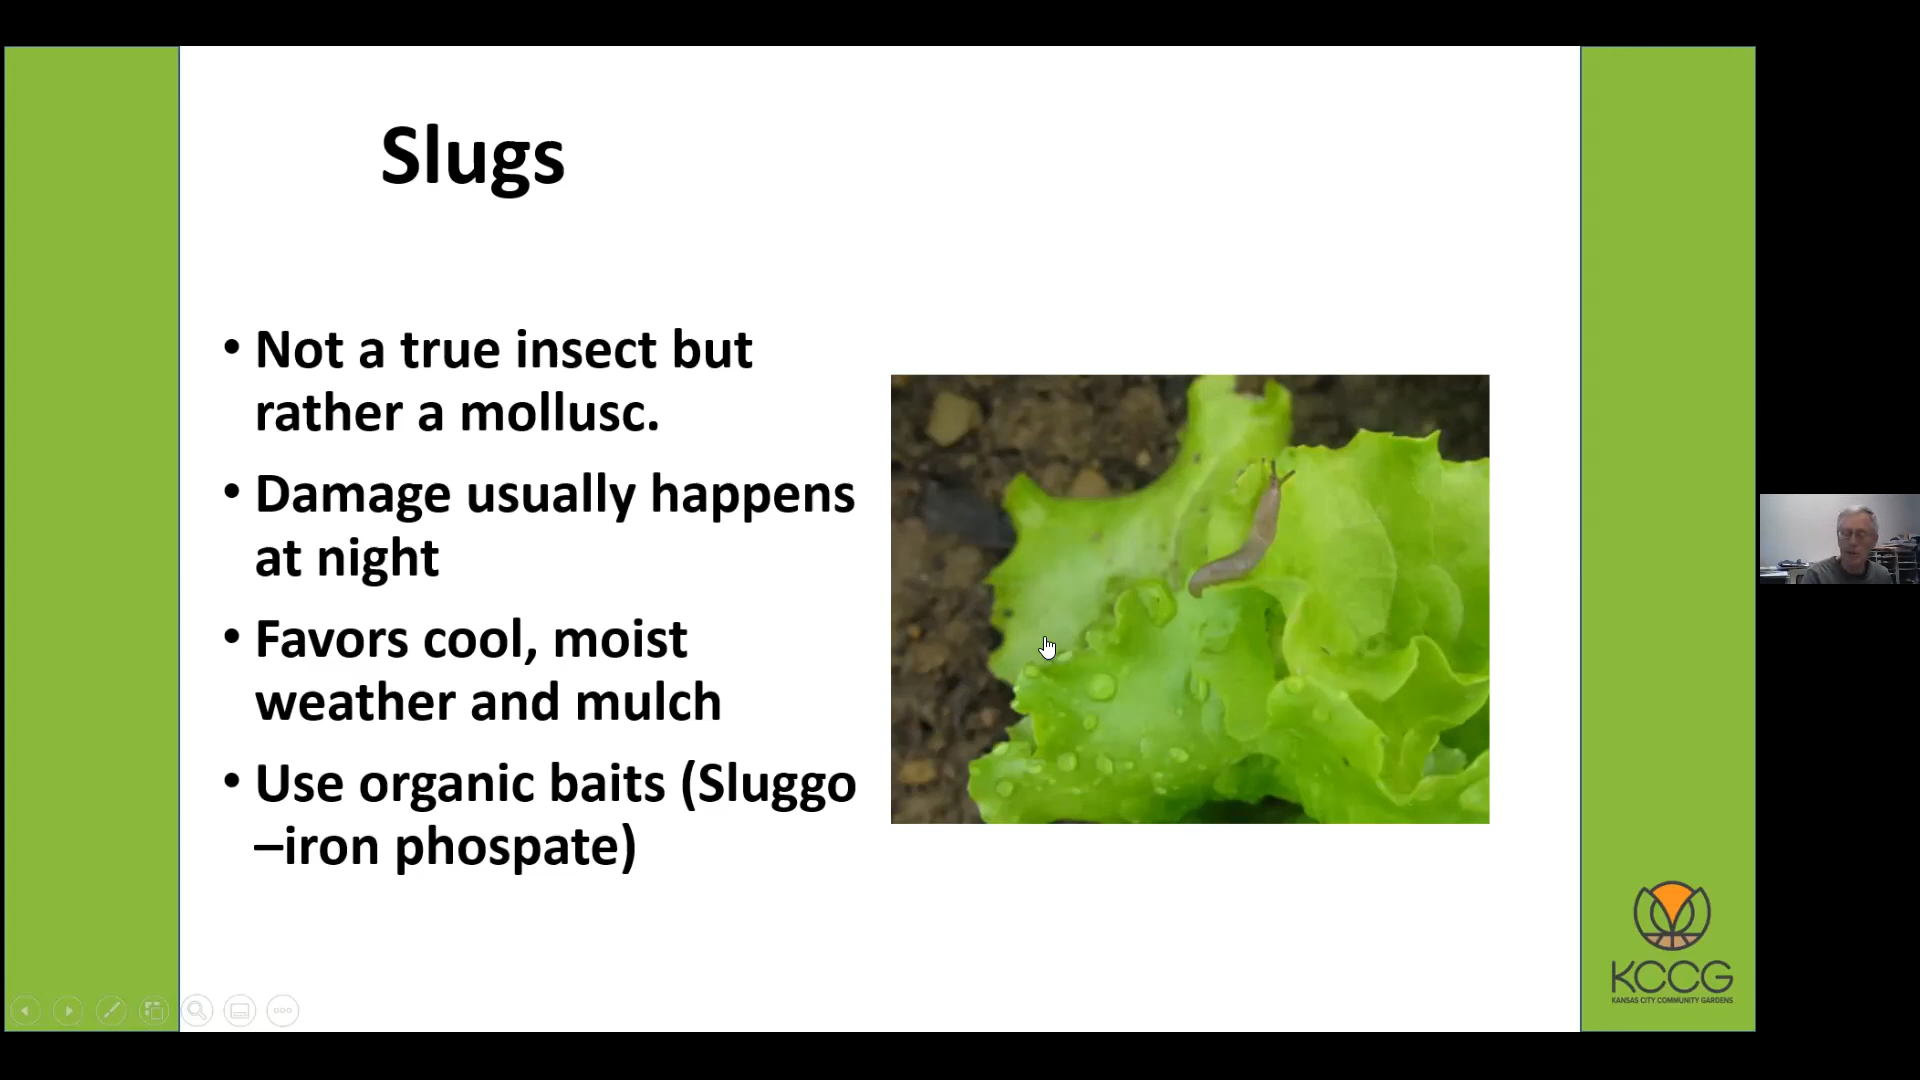 Slugs
• Not a true insect but
rather a mollusc.
• Damage usually happens
at night
• Favors cool, moist
weather and mulch
• Use organic baits (Sluggo
–iron phospate)
KCCG
KANSAS CITY COMMUNITY GARDENS